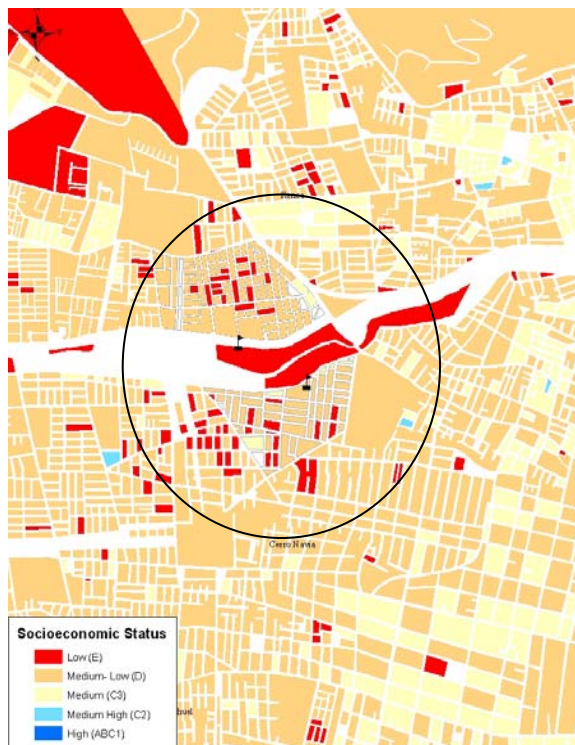 Cerro Navia
Socioeconomic Status
Low (E)
Medium- Low (D)
Medium (C3)
Medium High (C2)
High (ABC1)